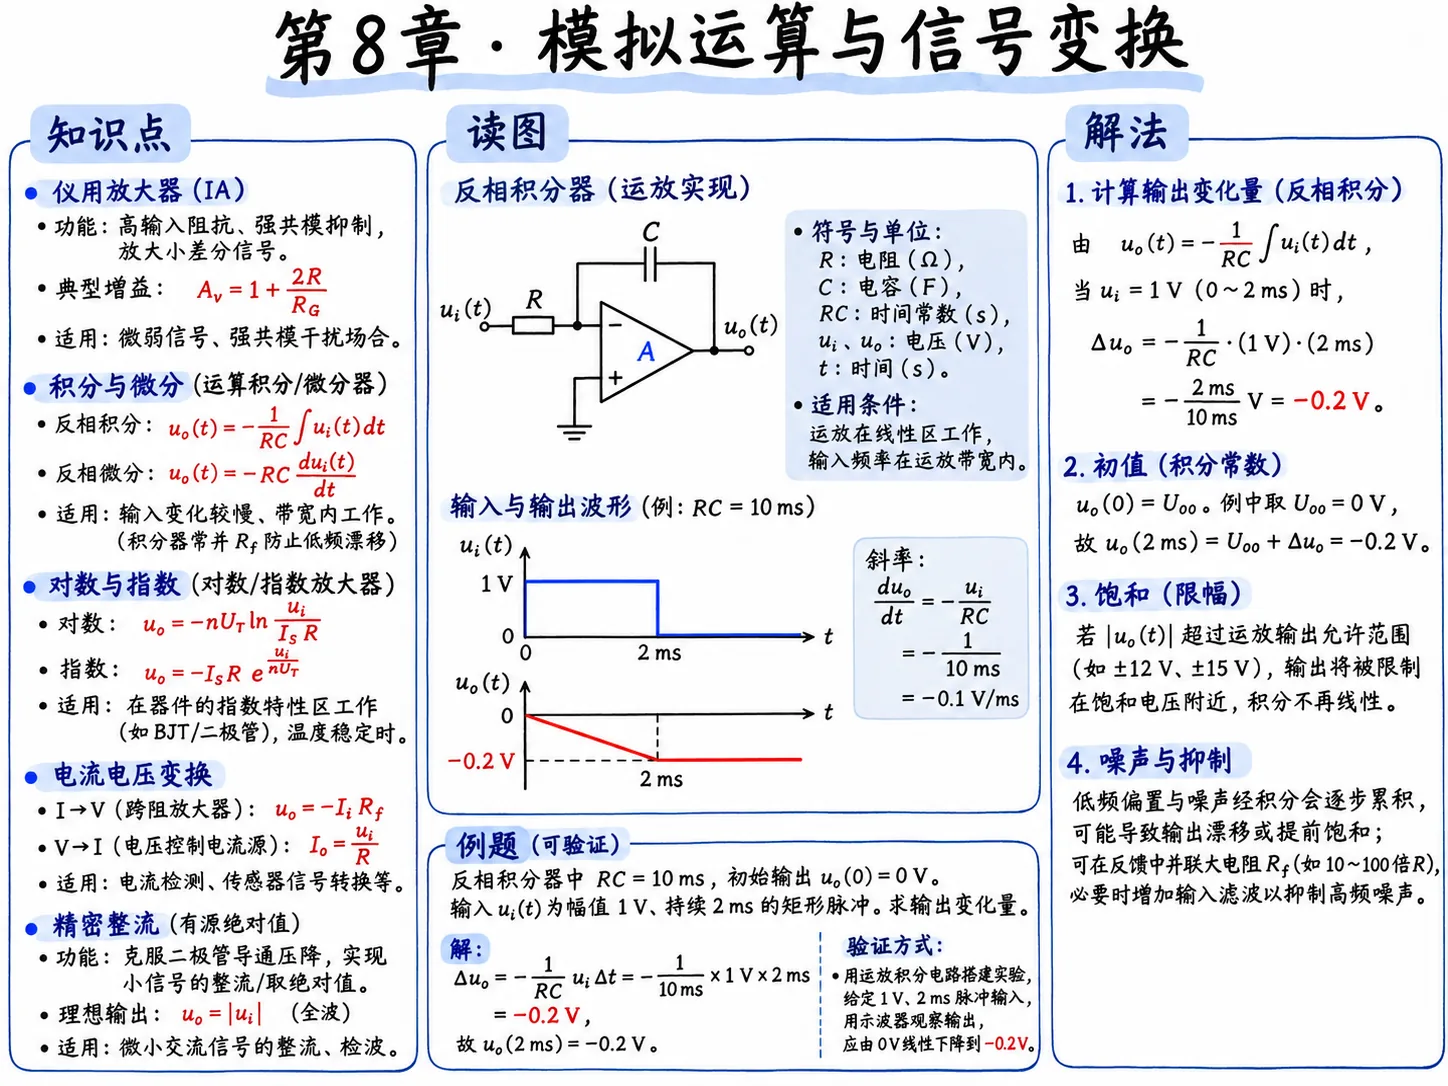 第8章·模拟运算与信号变换
知识点
• 仪用放大器 (IA)
• 功能：高输入阻抗、强共模抑制，
放大小差分信号。
• 典型增益： A_v = 1 + 2R/R_G
• 适用：微弱信号、强共模干扰场合。
• 积分与微分 (运算积分/微分器)
• 反相积分： u_o(t) = -1/RC ∫u_i(t)dt
• 反相微分： u_o(t) = -RC du_i(t)/dt
• 适用：输入变化较慢、带宽内工作。
(积分器常并 R_f 防止低频漂移)
• 对数与指数 (对数/指数放大器)
• 对数： u_o = -nU_T ln u_i/(I_S R)
• 指数： u_o = -I_S R e^(u_i/nU_T)
• 适用：在器件的指数特性区工作
(如 BJT/二极管)，温度稳定时。
• 电流电压变换
• I→V (跨阻放大器)： u_o = -I_i R_f
• V→I (电压控制电流源)： I_o = u_i/R
• 适用：电流检测、传感器信号转换等。
• 精密整流 (有源绝对值)
• 功能：克服二极管导通压降，实现
小信号的整流/取绝对值。
• 理想输出： u_o = |u_i| (全波)
• 适用：微小交流信号的整流、检波。
读图
反相积分器 (运放实现)
C
R
u_i(t)
−
A
+
u_o(t)
• 符号与单位：
R：电阻 (Ω)，
C：电容 (F)，
RC：时间常数 (s)，
u_i、u_o：电压 (V)，
t：时间 (s)。
• 适用条件：
运放在线性区工作，
输入频率在运放带宽内。
输入与输出波形 (例：RC = 10 ms)
u_i(t)
1 V
0
0
2 ms
t
u_o(t)
0
t
−0.2 V
2 ms
斜率：
du_o/dt = − u_i/RC
= − 1/10 ms
= −0.1 V/ms
例题 (可验证)
反相积分器中 RC = 10 ms，初始输出 u_o(0) = 0 V。
输入 u_i(t) 为幅值 1 V、持续 2 ms 的矩形脉冲。求输出变化量。
解：
Δu_o = − 1/RC u_i Δt = − 1/10 ms × 1 V × 2 ms
= −0.2 V，
故 u_o(2 ms) = −0.2 V。
验证方式：
• 用运放积分电路搭建实验，
给定 1 V、2 ms 脉冲输入，
用示波器观察输出，
应由 0 V 线性下降到 −0.2 V。
解法
1. 计算输出变化量 (反相积分)
由 u_o(t) = − 1/RC ∫u_i(t)dt，
当 u_i = 1 V (0~2 ms) 时，
Δu_o = − 1/RC · (1 V) · (2 ms)
= − 2 ms/10 ms V = −0.2 V。
2. 初值 (积分常数)
u_o(0) = U_oo。例中取 U_oo = 0 V，
故 u_o(2 ms) = U_oo + Δu_o = −0.2 V。
3. 饱和 (限幅)
若 |u_o(t)| 超过运放输出允许范围
(如 ±12 V、±15 V)，输出将被限制
在饱和电压附近，积分不再线性。
4. 噪声与抑制
低频偏置与噪声经积分会逐步累积，
可能导致输出漂移或提前饱和；
可在反馈中并联大电阻 R_f (如 10~100倍R)，
必要时增加输入滤波以抑制高频噪声。